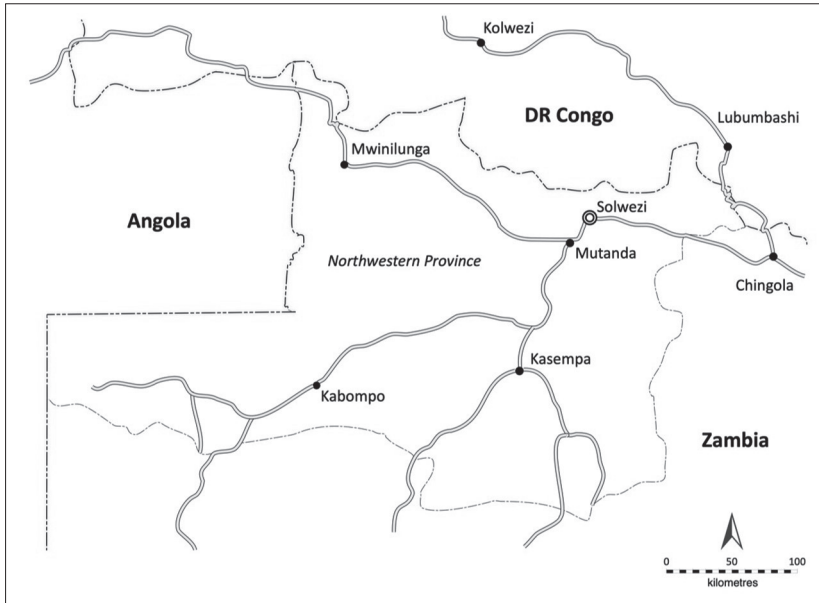 Kolwezi
DR Congo
Lubumbashi
Mwinilunga
Solwezi
Angola
Mutanda
Northwestern Province
Chingola
Kasempa
Kabompo
Zambia
0 50 100
kilometres